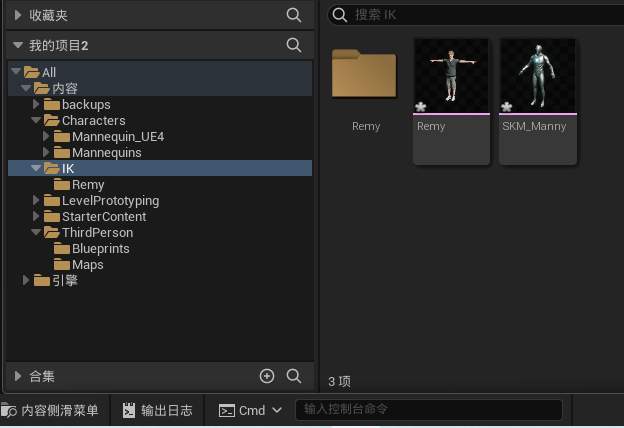 收藏夹
我的项目2
All
内容
backups
Characters
Mannequin_UE4
Mannequins
IK
Remy
LevelPrototyping
StarterContent
ThirdPerson
Blueprints
Maps
引擎
合集
搜索 IK
Remy
Remy
SKM_Manny
3 项
内容侧滑菜单
输出日志
Cmd
输入控制台命令